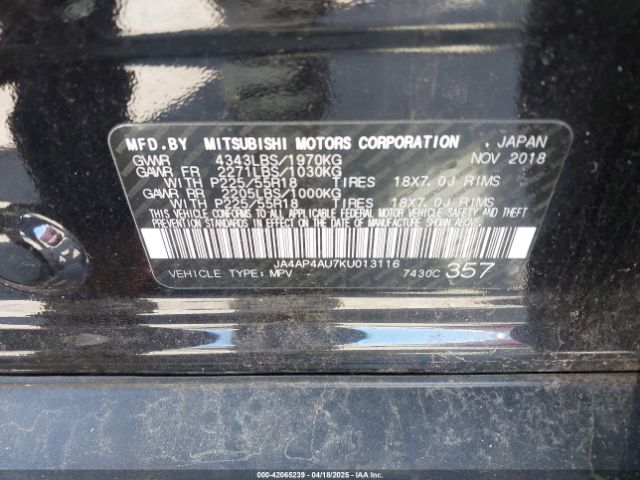 MFD.BY MITSUBISHI MOTORS CORPORATION , JAPAN
GVWR 4343LBS/1970KG NOV 2018
GAWR FR 2271LBS/1030KG
WITH P225/55R18 TIRES 18X7.0J RIMS
GAWR RR 2205LBS/1000KG
WITH P225/55R18 TIRES 18X7.0J RIMS
THIS VEHICLE CONFORMS TO ALL APPLICABLE FEDERAL MOTOR VEHICLE SAFETY AND THEFT
PREVENTION STANDARDS IN EFFECT ON THE DATE OF MANUFACTURE SHOWN ABOVE.
JA4AP4AU7KU013116
VEHICLE TYPE: MPV 7430C 357
000-42065239 04/18/2025 IAAI.COM